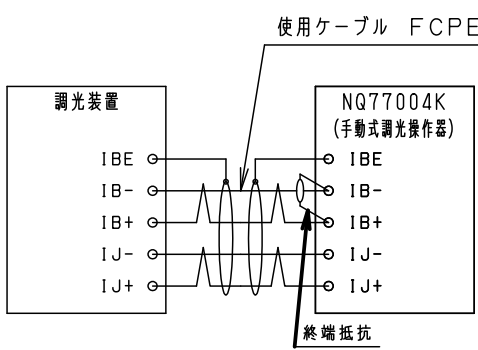 使用ケーブル FCPE
調光装置
NQ77004K
(手動式調光操作器)
IBE
IB-
IB+
IJ-
IJ+
IBE
IB-
IB+
IJ-
IJ+
終端抵抗